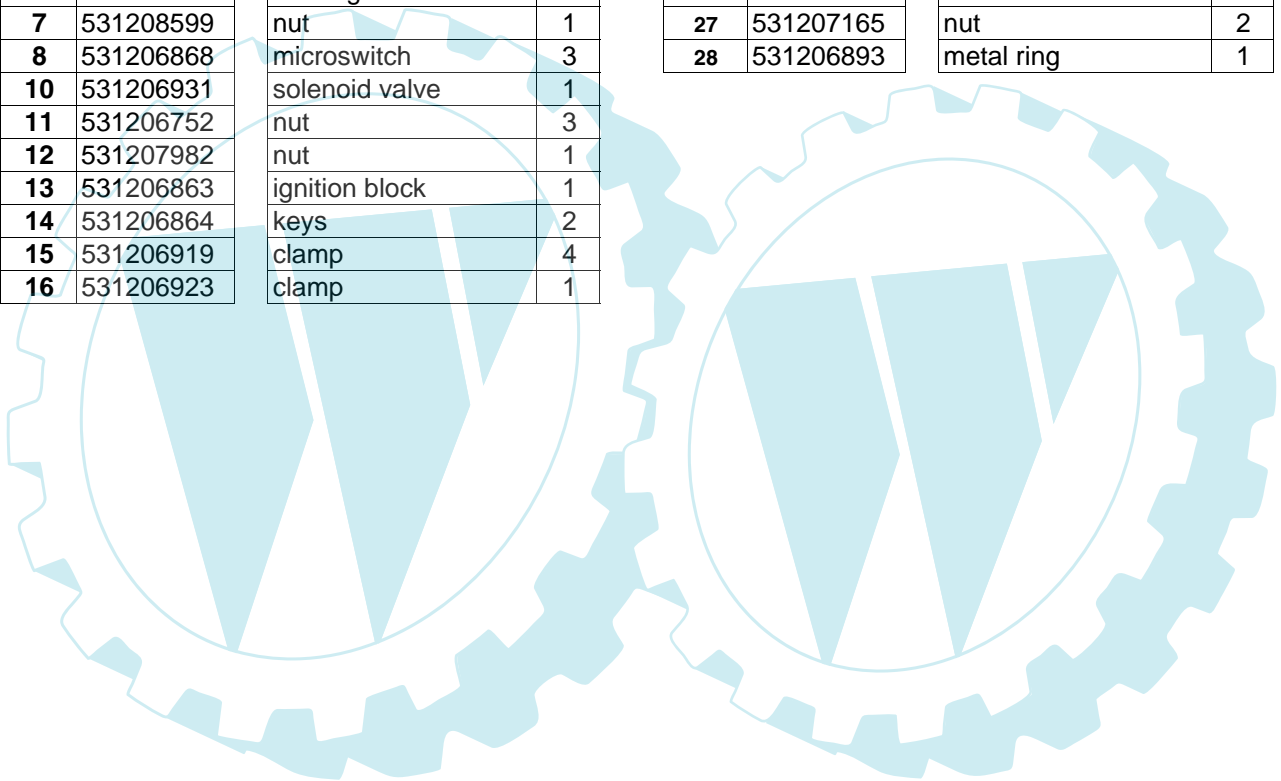 7 531208599 nut 1
8 531206868 microswitch 3
10 531206931 solenoid valve 1
11 531206752 nut 3
12 531207982 nut 1
13 531206863 ignition block 1
14 531206864 keys 2
15 531206919 clamp 4
16 531206923 clamp 1
27 531207165 nut 2
28 531206893 metal ring 1